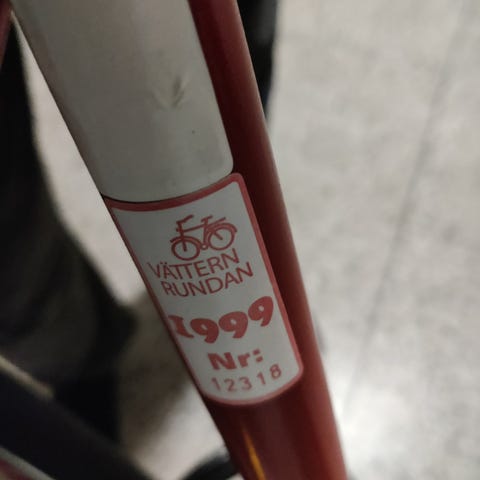 VÄTTERN
RUNDAN
1999
Nr:
12318